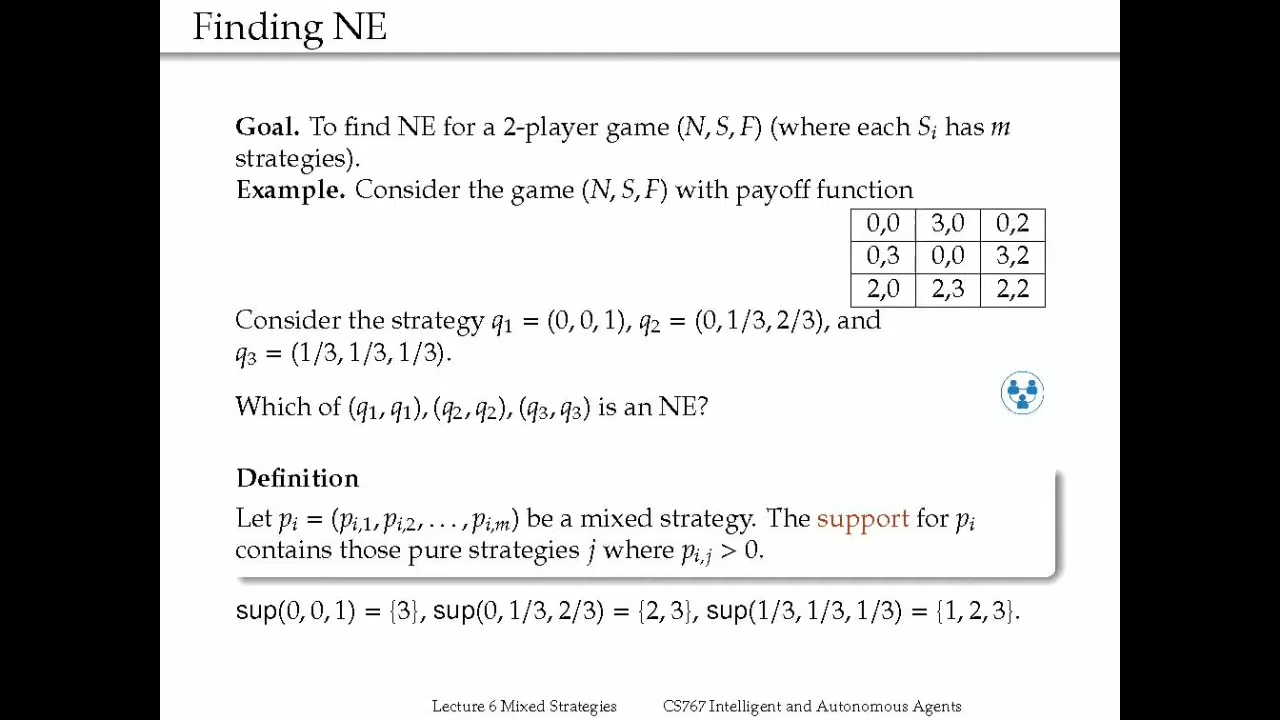 Finding NE
Goal. To find NE for a 2-player game (N, S, F) (where each Sᵢ has m
strategies).
Example. Consider the game (N, S, F) with payoff function
0,0 3,0 0,2
0,3 0,0 3,2
2,0 2,3 2,2
Consider the strategy q₁ = (0, 0, 1), q₂ = (0, 1/3, 2/3), and
q₃ = (1/3, 1/3, 1/3).
Which of (q₁, q₁), (q₂, q₂), (q₃, q₃) is an NE?
Definition
Let pᵢ = (pᵢ,₁, pᵢ,₂, . . . , pᵢ,ₘ) be a mixed strategy. The support for pᵢ
contains those pure strategies j where pᵢ,ⱼ > 0.
sup(0, 0, 1) = {3}, sup(0, 1/3, 2/3) = {2, 3}, sup(1/3, 1/3, 1/3) = {1, 2, 3}.
Lecture 6 Mixed Strategies CS767 Intelligent and Autonomous Agents